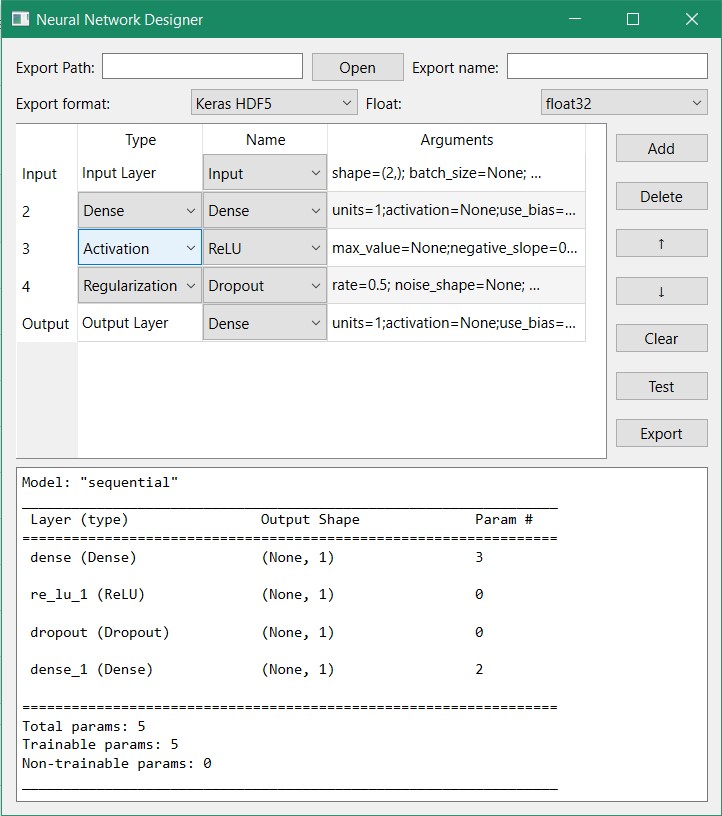 Neural Network Designer
Export Path: Open Export name:
Export format: Keras HDF5 Float: float32
Type Name Arguments
Input Input Layer Input shape=(2,); batch_size=None; ...
2 Dense Dense units=1;activation=None;use_bias=...
3 Activation ReLU max_value=None;negative_slope=0...
4 Regularization Dropout rate=0.5; noise_shape=None; ...
Output Output Layer Dense units=1;activation=None;use_bias=...
Add
Delete
↑
↓
Clear
Test
Export
Model: "sequential"
_________________________________________________________________
Layer (type) Output Shape Param #
=================================================================
dense (Dense) (None, 1) 3
re_lu_1 (ReLU) (None, 1) 0
dropout (Dropout) (None, 1) 0
dense_1 (Dense) (None, 1) 2
=================================================================
Total params: 5
Trainable params: 5
Non-trainable params: 0
_________________________________________________________________